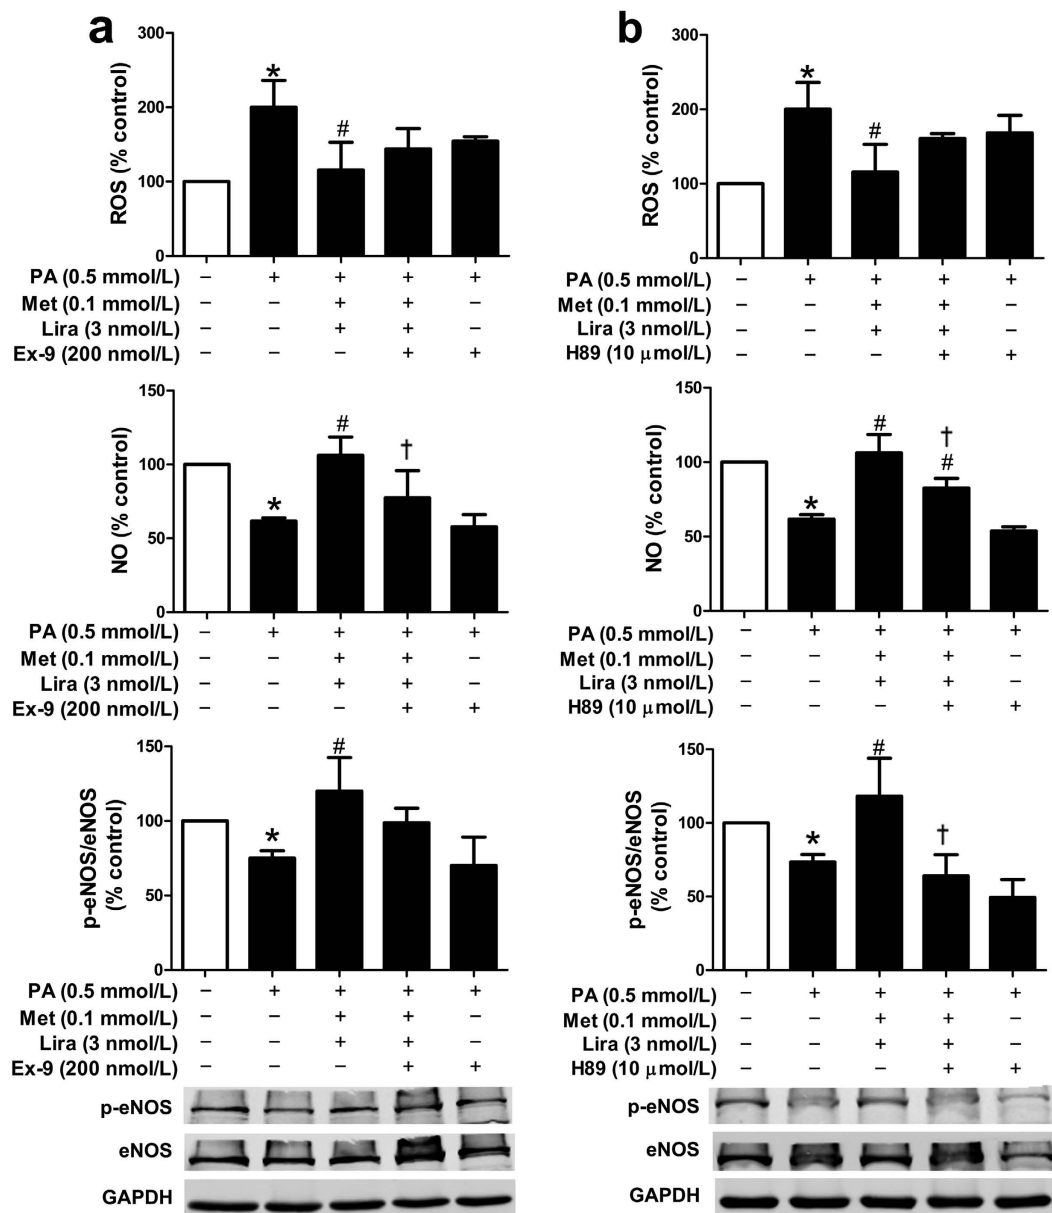 a
ROS (% control)
300
200
100
0
*
#
PA (0.5 mmol/L) – + + + +
Met (0.1 mmol/L) – – + + –
Lira (3 nmol/L) – – + + –
Ex-9 (200 nmol/L) – – – + +
NO (% control)
150
100
50
0
*
#
†
PA (0.5 mmol/L) – + + + +
Met (0.1 mmol/L) – – + + –
Lira (3 nmol/L) – – + + –
Ex-9 (200 nmol/L) – – – + +
p-eNOS/eNOS
(% control)
150
100
50
0
*
#
PA (0.5 mmol/L) – + + + +
Met (0.1 mmol/L) – – + + –
Lira (3 nmol/L) – – + + –
Ex-9 (200 nmol/L) – – – + +
p-eNOS
eNOS
GAPDH
b
ROS (% control)
300
200
100
0
*
#
PA (0.5 mmol/L) – + + + +
Met (0.1 mmol/L) – – + + –
Lira (3 nmol/L) – – + + –
H89 (10 μmol/L) – – – + +
NO (% control)
150
100
50
0
*
#
†
#
PA (0.5 mmol/L) – + + + +
Met (0.1 mmol/L) – – + + –
Lira (3 nmol/L) – – + + –
H89 (10 μmol/L) – – – + +
p-eNOS/eNOS
(% control)
150
100
50
0
*
#
†
PA (0.5 mmol/L) – + + + +
Met (0.1 mmol/L) – – + + –
Lira (3 nmol/L) – – + + –
H89 (10 μmol/L) – – – + +
p-eNOS
eNOS
GAPDH